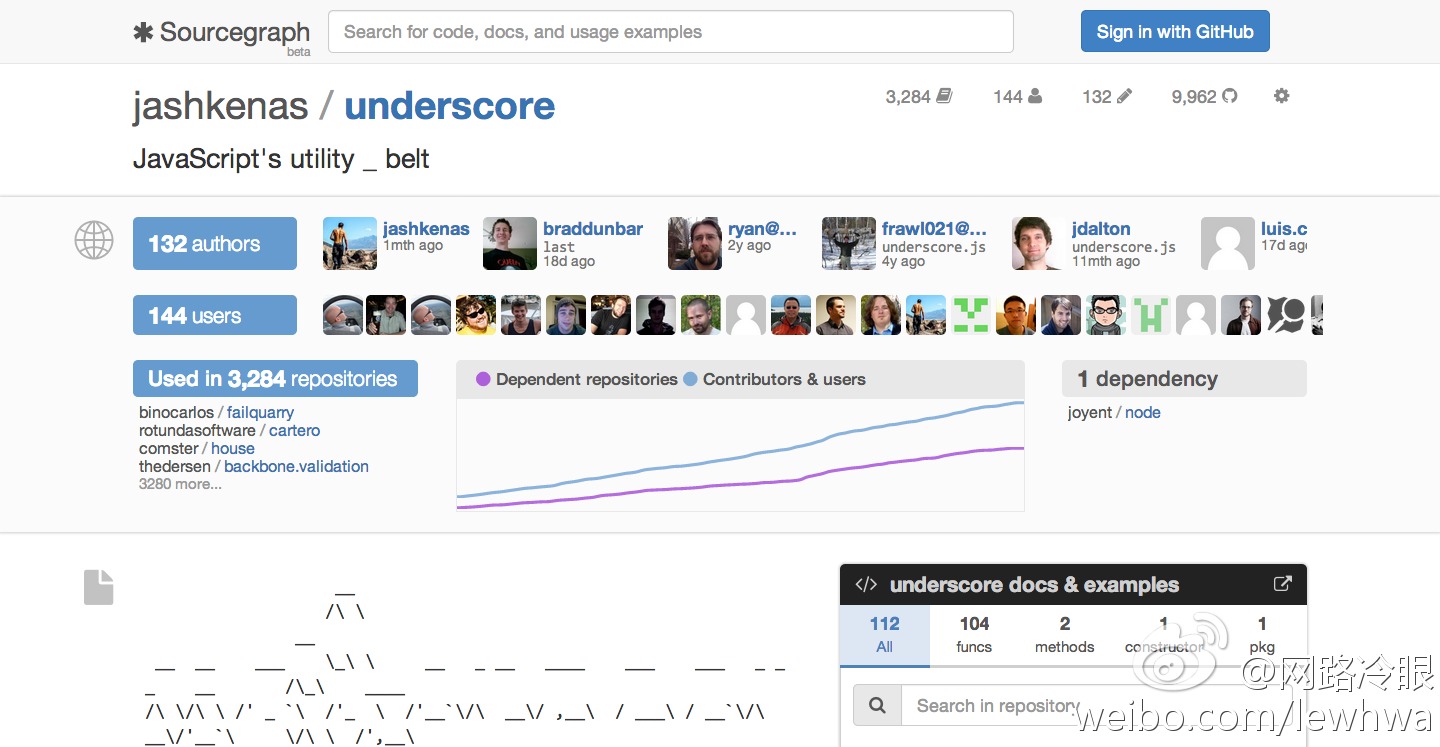 ✱ Sourcegraph
beta
Search for code, docs, and usage examples
Sign in with GitHub
jashkenas / underscore
3,284
144
132
9,962
JavaScript's utility _ belt
132 authors
jashkenas
1mth ago
braddunbar
last
18d ago
ryan@...
2y ago
frawl021@...
underscore.js
4y ago
jdalton
underscore.js
11mth ago
luis.c
17d ago
144 users
Used in 3,284 repositories
binocarlos / failquarry
rotundasoftware / cartero
comster / house
thedersen / backbone.validation
3280 more...
Dependent repositories Contributors & users
1 dependency
joyent / node
underscore docs & examples
112
All
104
funcs
2
methods
1
constructor
1
pkg
Search in repository
@网路冷眼
weibo.com/lewhwa